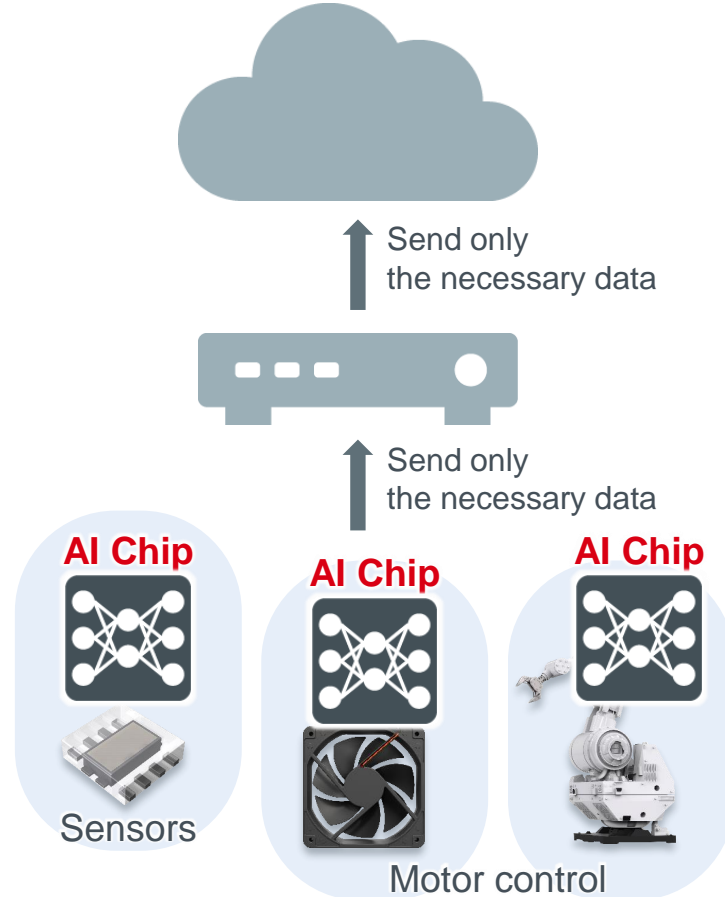 Send only
the necessary data
Send only
the necessary data
AI Chip
AI Chip
AI Chip
Sensors
Motor control